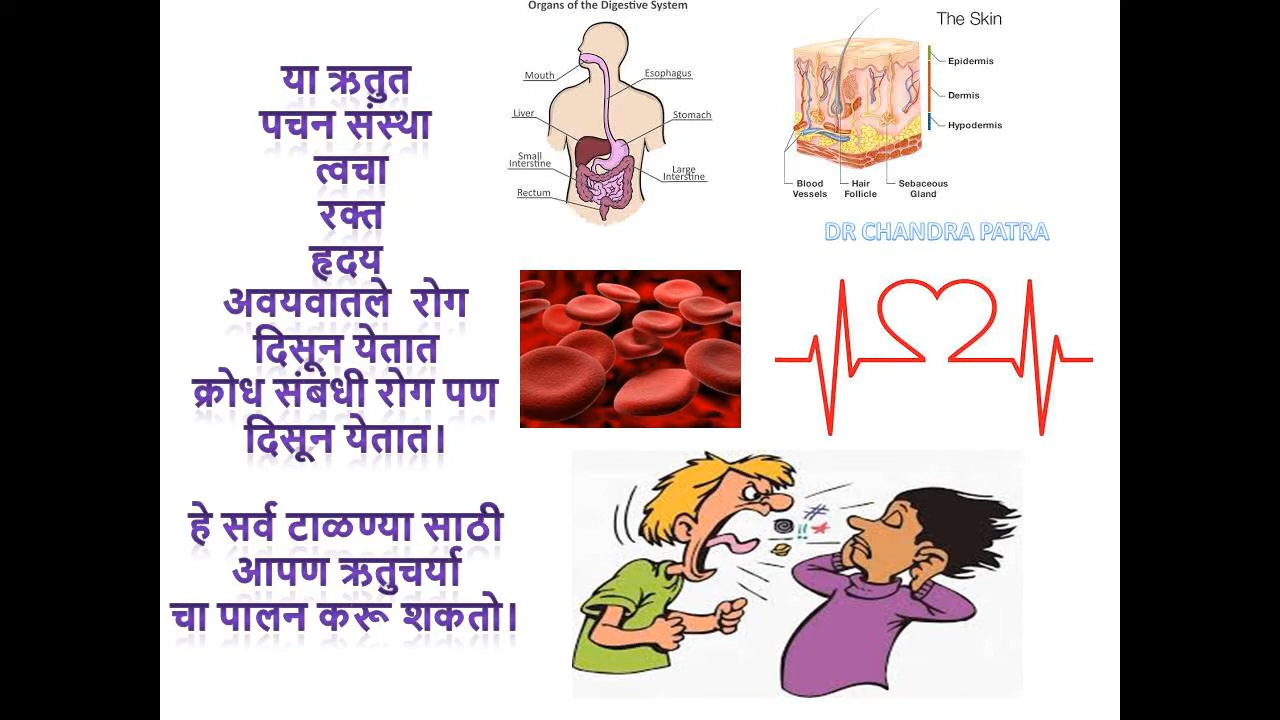 या ऋतुत
पचन संस्था
त्वचा
रक्त
हृदय
अवयवातले रोग
दिसून येतात
क्रोध संबंधी रोग पण
दिसून येतात।
हे सर्व टाळण्या साठी
आपण ऋतुचर्या
चा पालन करू शकतो।
Organs of the Digestive System
Mouth
Esophagus
Liver
Stomach
Small
Interstine
Large
Interstine
Rectum
The Skin
Epidermis
Dermis
Hypodermis
Blood
Vessels
Hair
Follicle
Sebaceous
Gland
DR CHANDRA PATRA